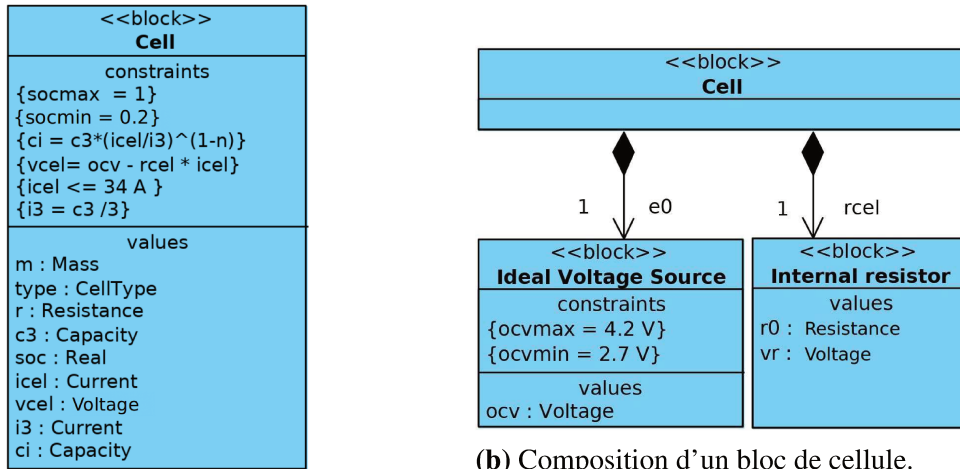 <<block>>
Cell
constraints
{socmax = 1}
{socmin = 0.2}
{ci = c3*(icel/i3)^(1-n)}
{vcel= ocv - rcel * icel}
{icel <= 34 A }
{i3 = c3 /3}
values
m : Mass
type : CellType
r : Resistance
c3 : Capacity
soc : Real
icel : Current
vcel : Voltage
i3 : Current
ci : Capacity
<<block>>
Cell
1 e0
1 rcel
<<block>>
Ideal Voltage Source
constraints
{ocvmax = 4.2 V}
{ocvmin = 2.7 V}
values
ocv : Voltage
<<block>>
Internal resistor
values
r0 : Resistance
vr : Voltage
(b) Composition d'un bloc de cellule.